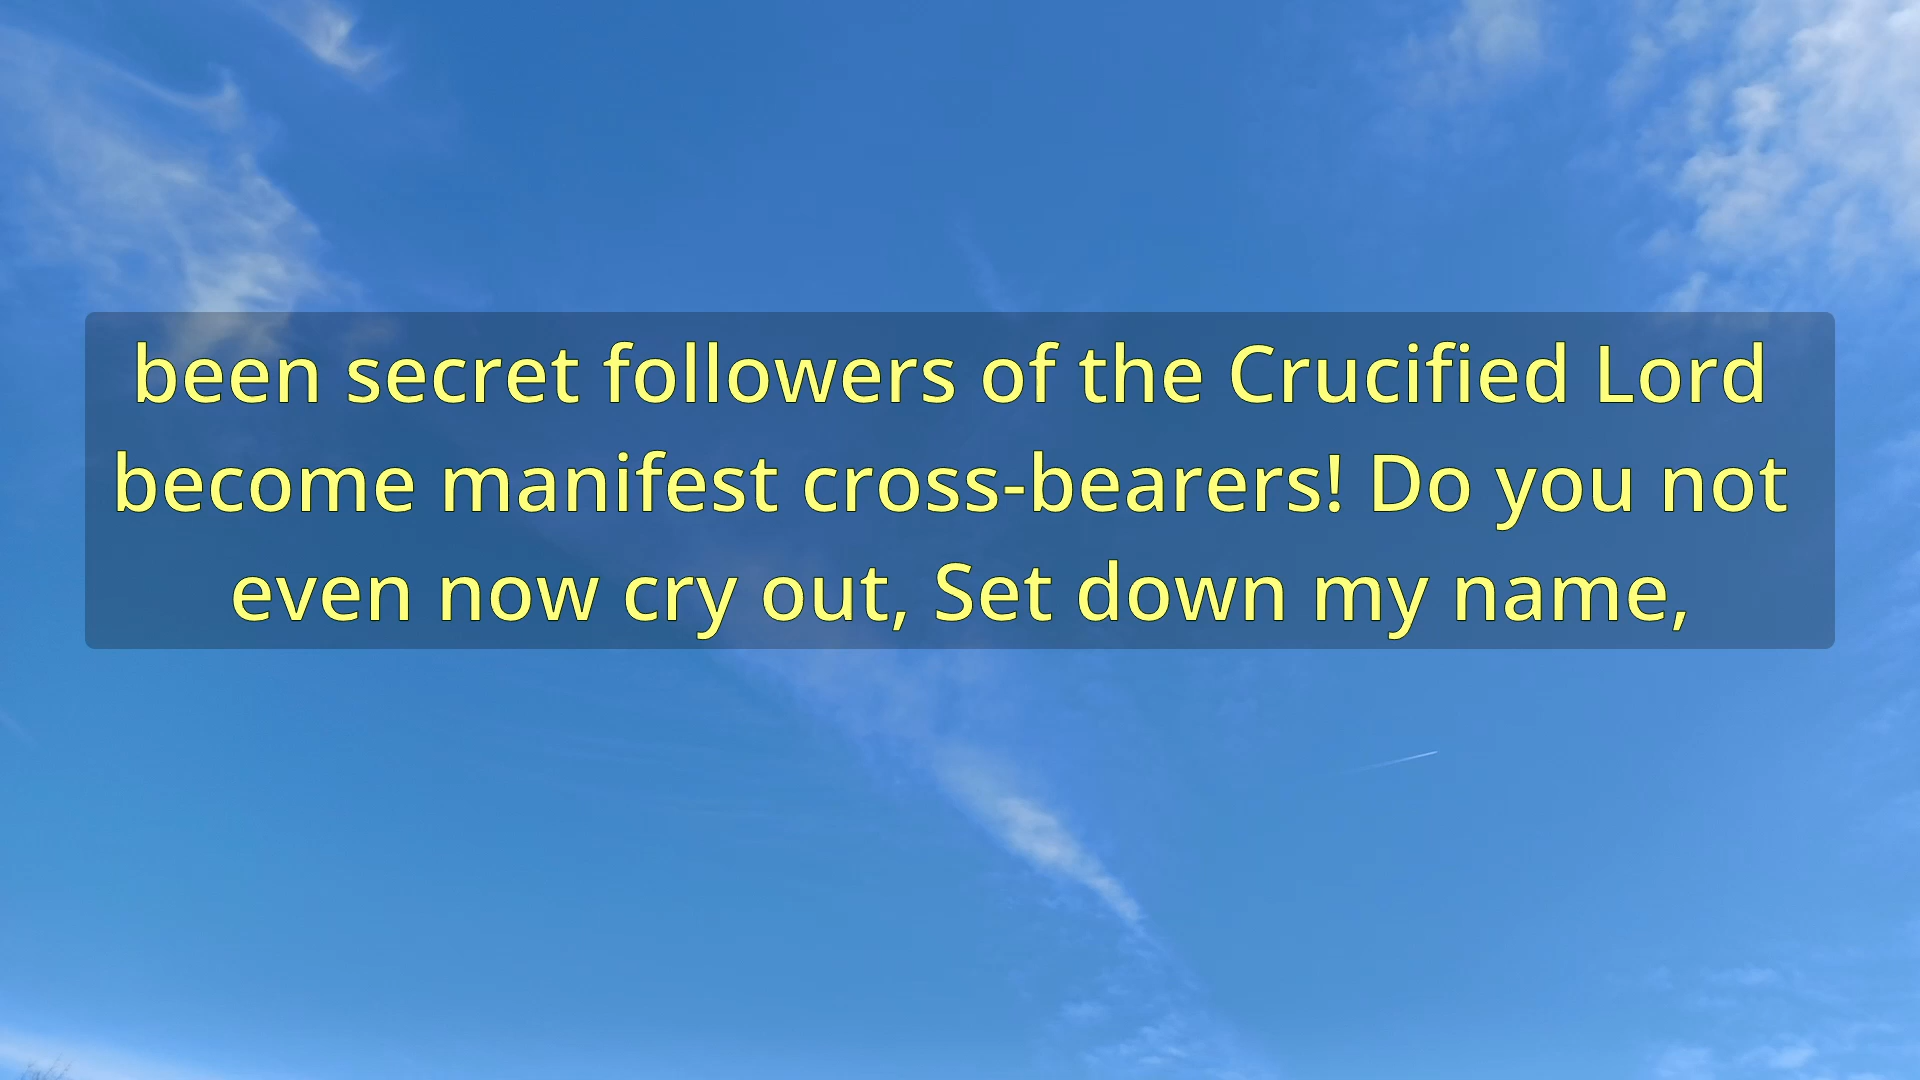 been secret followers of the Crucified Lord
become manifest cross-bearers! Do you not
even now cry out, Set down my name,